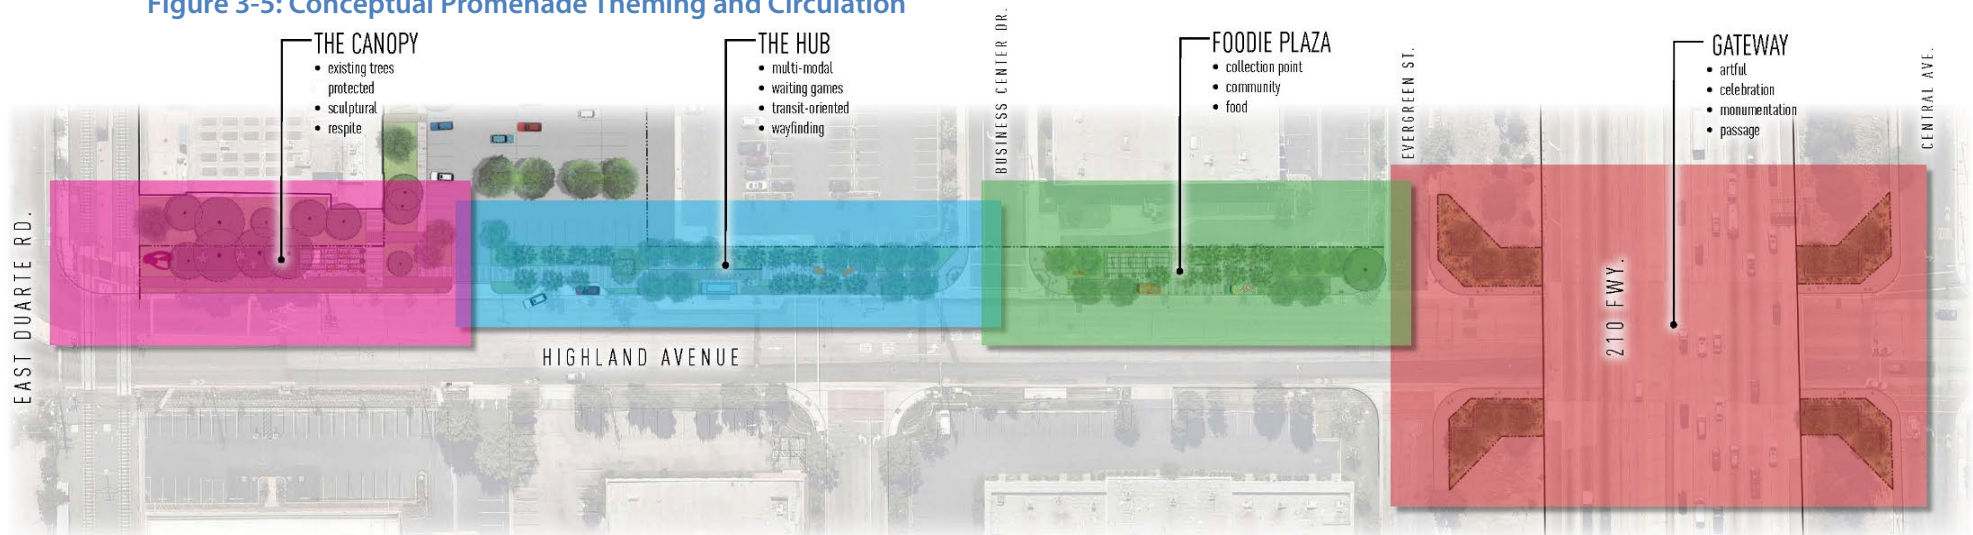 Figure 3-5: Conceptual Promenade Theming and Circulation
THE CANOPY
• existing trees
protected
• sculptural
• respite
THE HUB
• multi-modal
• waiting games
• transit-oriented
• wayfinding
BUSINESS CENTER DR.
FOODIE PLAZA
• collection point
• community
• food
EVERGREEN ST.
GATEWAY
• artful
• celebration
• monumentation
• passage
CENTRAL AVE.
EAST DUARTE RD.
HIGHLAND AVENUE
210 FWY.